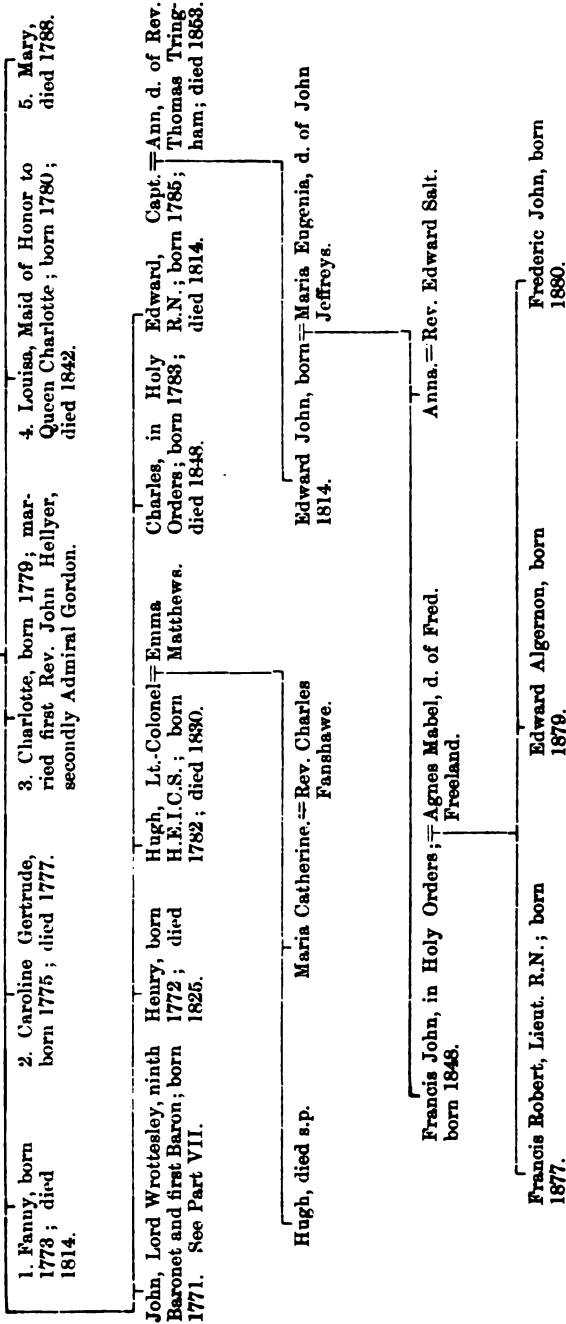 1. Fanny, born
1773 ; died
1814.
2. Caroline Gertrude,
born 1775 ; died 1777.
3. Charlotte, born 1779 ; mar-
ried first Rev. John Hellyer,
secondly Admiral Gordon.
4. Louisa, Maid of Honor to
Queen Charlotte ; born 1780 ;
died 1842.
5. Mary,
died 1788.
John, Lord Wrottesley, ninth
Baronet and first Baron ; born
1771. See Part VII.
Henry, born
1772 ; died
1825.
Hugh, Lt.-Colonel = Emma
H.E.I.C.S. ; born Matthews.
1782 ; died 1830.
Charles, in Holy
Orders ; born 1783 ;
died 1848.
Edward, Capt. = Ann, d. of Rev.
R.N. ; born 1785 ; Thomas Tring-
died 1814. ham ; died 1853.
Hugh, died s.p.
Maria Catherine. = Rev. Charles
Fanshawe.
Edward John, born = Maria Eugenia, d. of John
1814. Jeffreys.
Francis John, in Holy Orders ; = Agnes Mabel, d. of Fred.
born 1848. Freeland.
Anna. = Rev. Edward Salt.
Francis Robert, Lieut. R.N. ; born
1877.
Edward Algernon, born
1879.
Frederic John, born
1880.